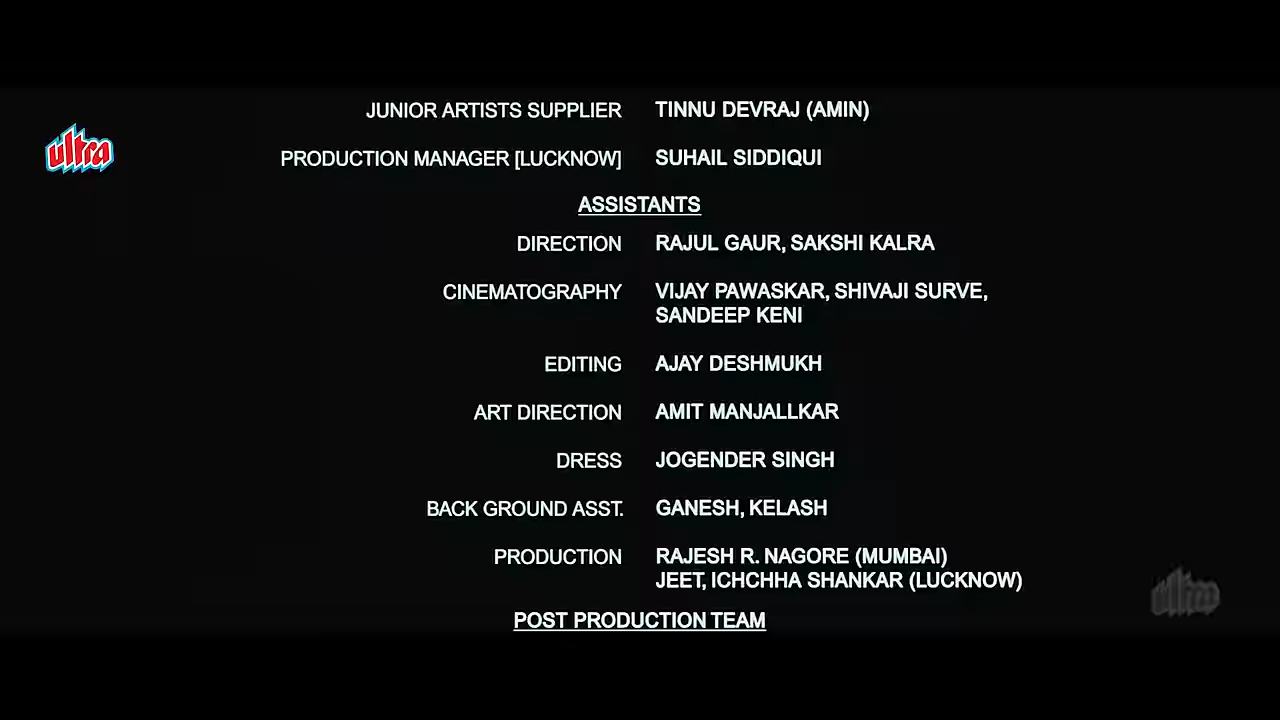 ultra
JUNIOR ARTISTS SUPPLIER TINNU DEVRAJ (AMIN)
PRODUCTION MANAGER [LUCKNOW] SUHAIL SIDDIQUI
ASSISTANTS
DIRECTION RAJUL GAUR, SAKSHI KALRA
CINEMATOGRAPHY VIJAY PAWASKAR, SHIVAJI SURVE,
SANDEEP KENI
EDITING AJAY DESHMUKH
ART DIRECTION AMIT MANJALLKAR
DRESS JOGENDER SINGH
BACK GROUND ASST. GANESH, KELASH
PRODUCTION RAJESH R. NAGORE (MUMBAI)
JEET, ICHCHHA SHANKAR (LUCKNOW)
ultra
POST PRODUCTION TEAM